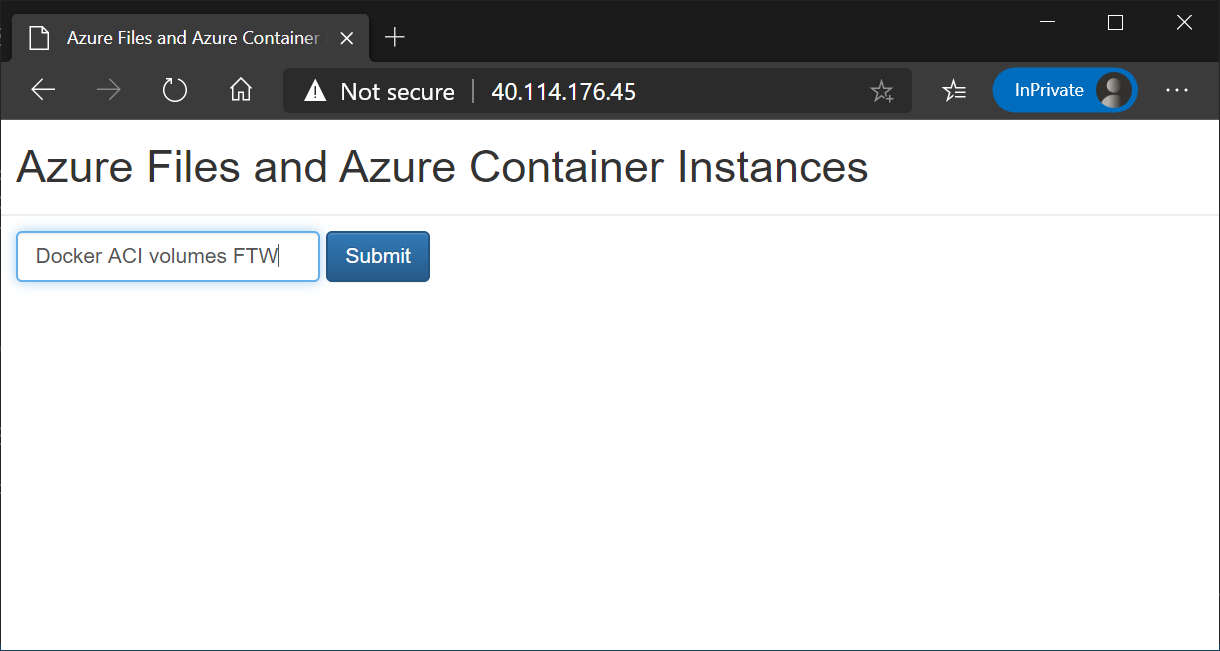 Azure Files and Azure Container
Not secure 40.114.176.45 InPrivate
Azure Files and Azure Container Instances
Docker ACI volumes FTW Submit